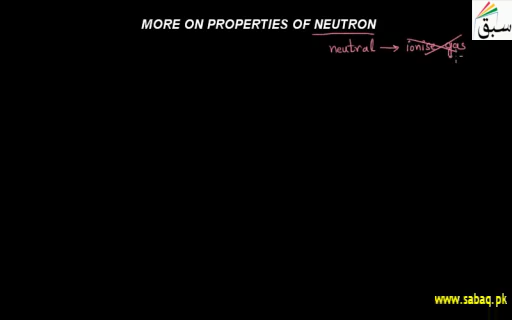 MORE ON PROPERTIES OF NEUTRON
سبق
neutral → ionise gas
www.sabaq.pk